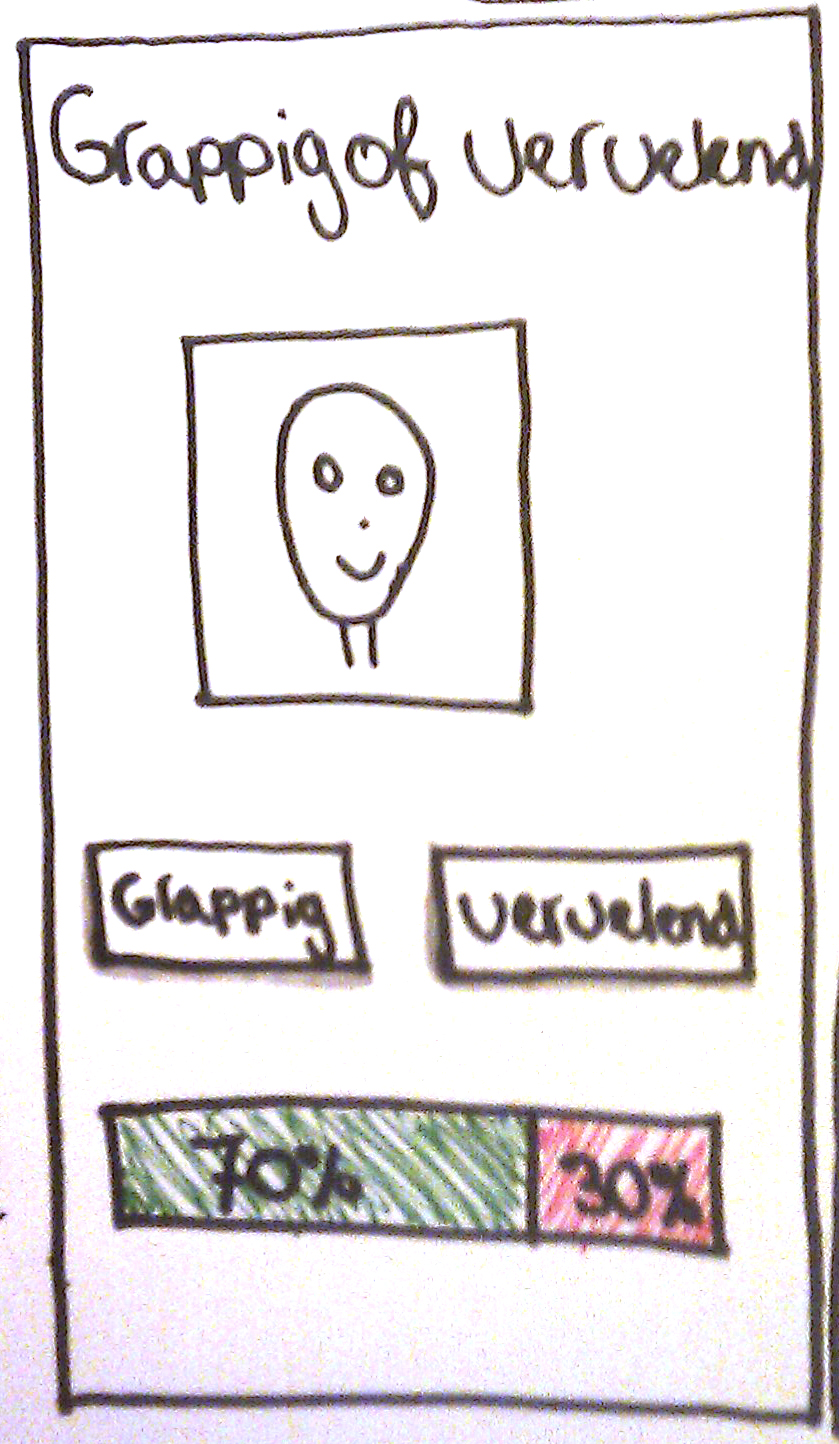 Grappig of Vervelend
Grappig
Vervelend
70%
30%